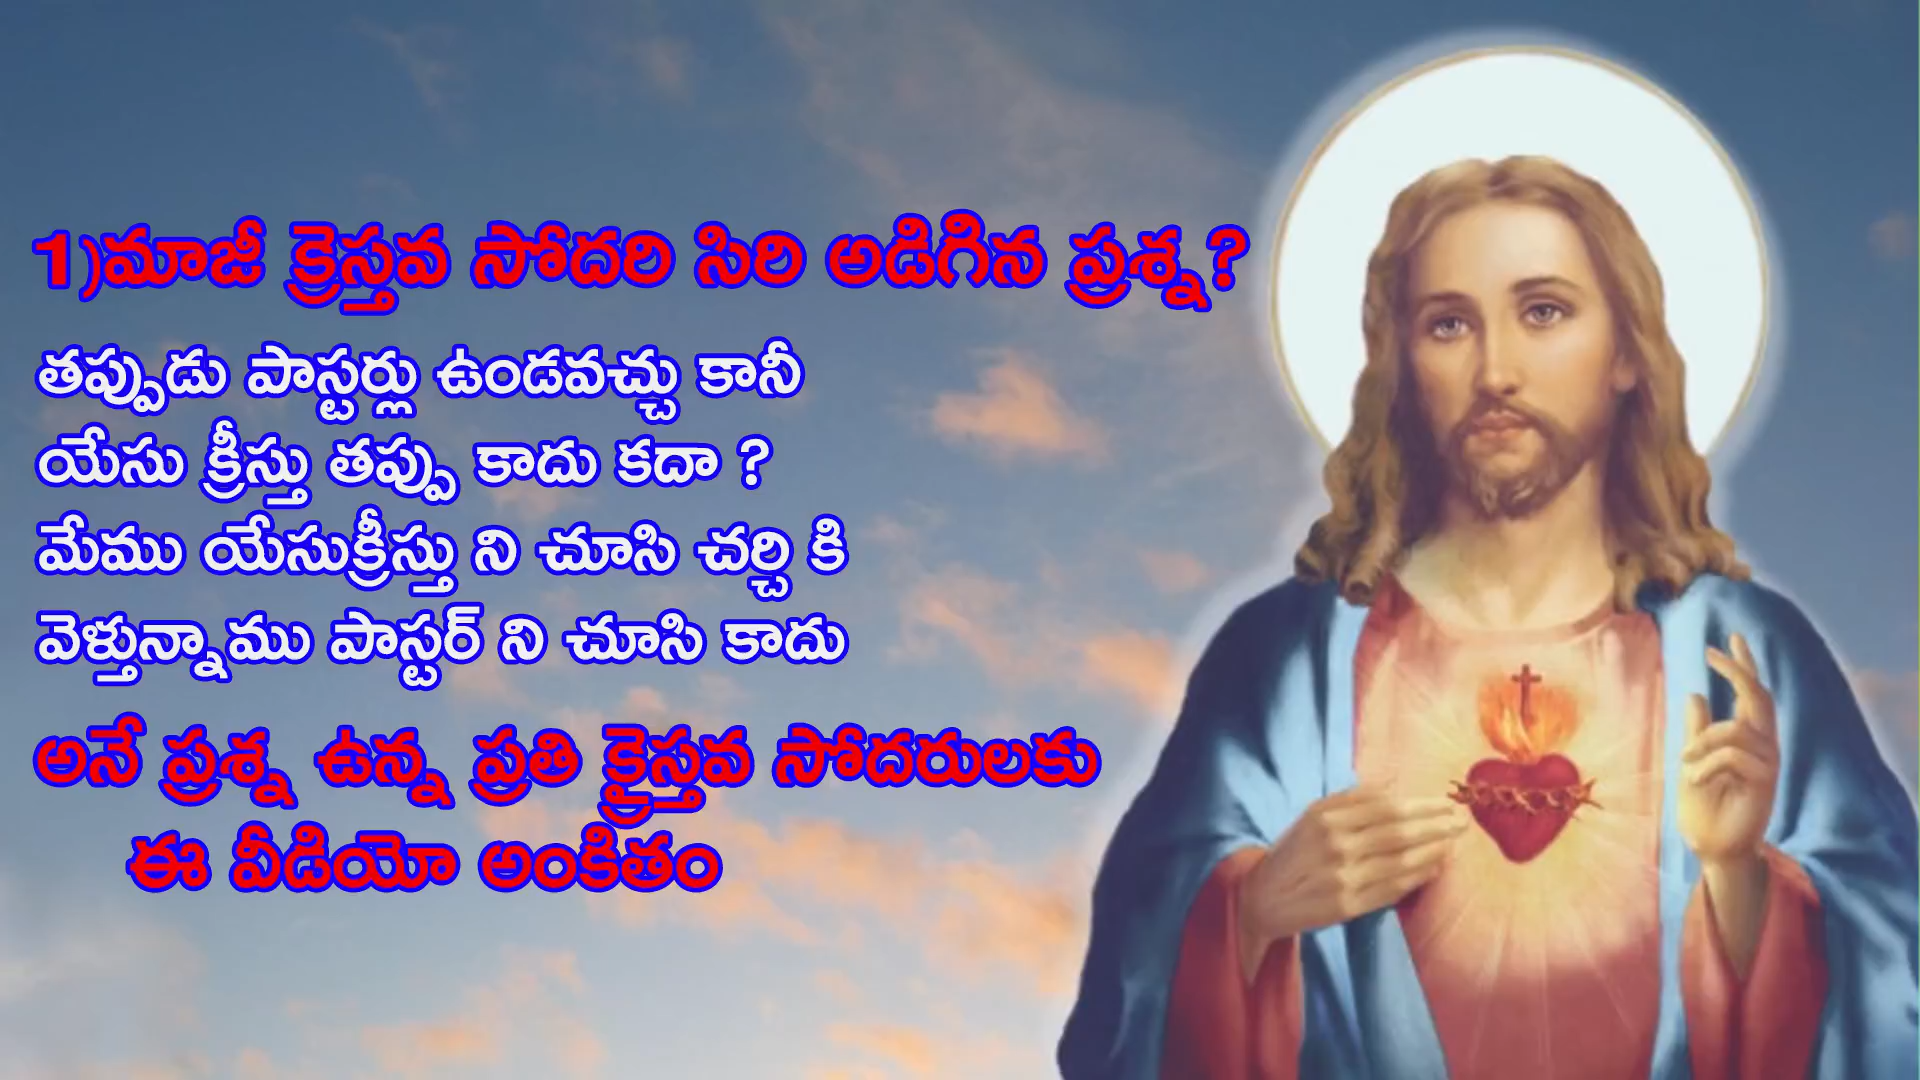 1)మాజీ క్రెస్తవ సోదరి సిరి అడిగిన ప్రశ్న?
తప్పుడు పాస్టర్లు ఉండవచ్చు కానీ
యేసు క్రీస్తు తప్పు కాదు కదా ?
మేము యేసుక్రీస్తు ని చూసి చర్చి కి
వెళ్తున్నాము పాస్టర్ ని చూసి కాదు
అనే ప్రశ్న ఉన్న ప్రతి క్రైస్తవ సోదరులకు
ఈ వీడియో అంకితం